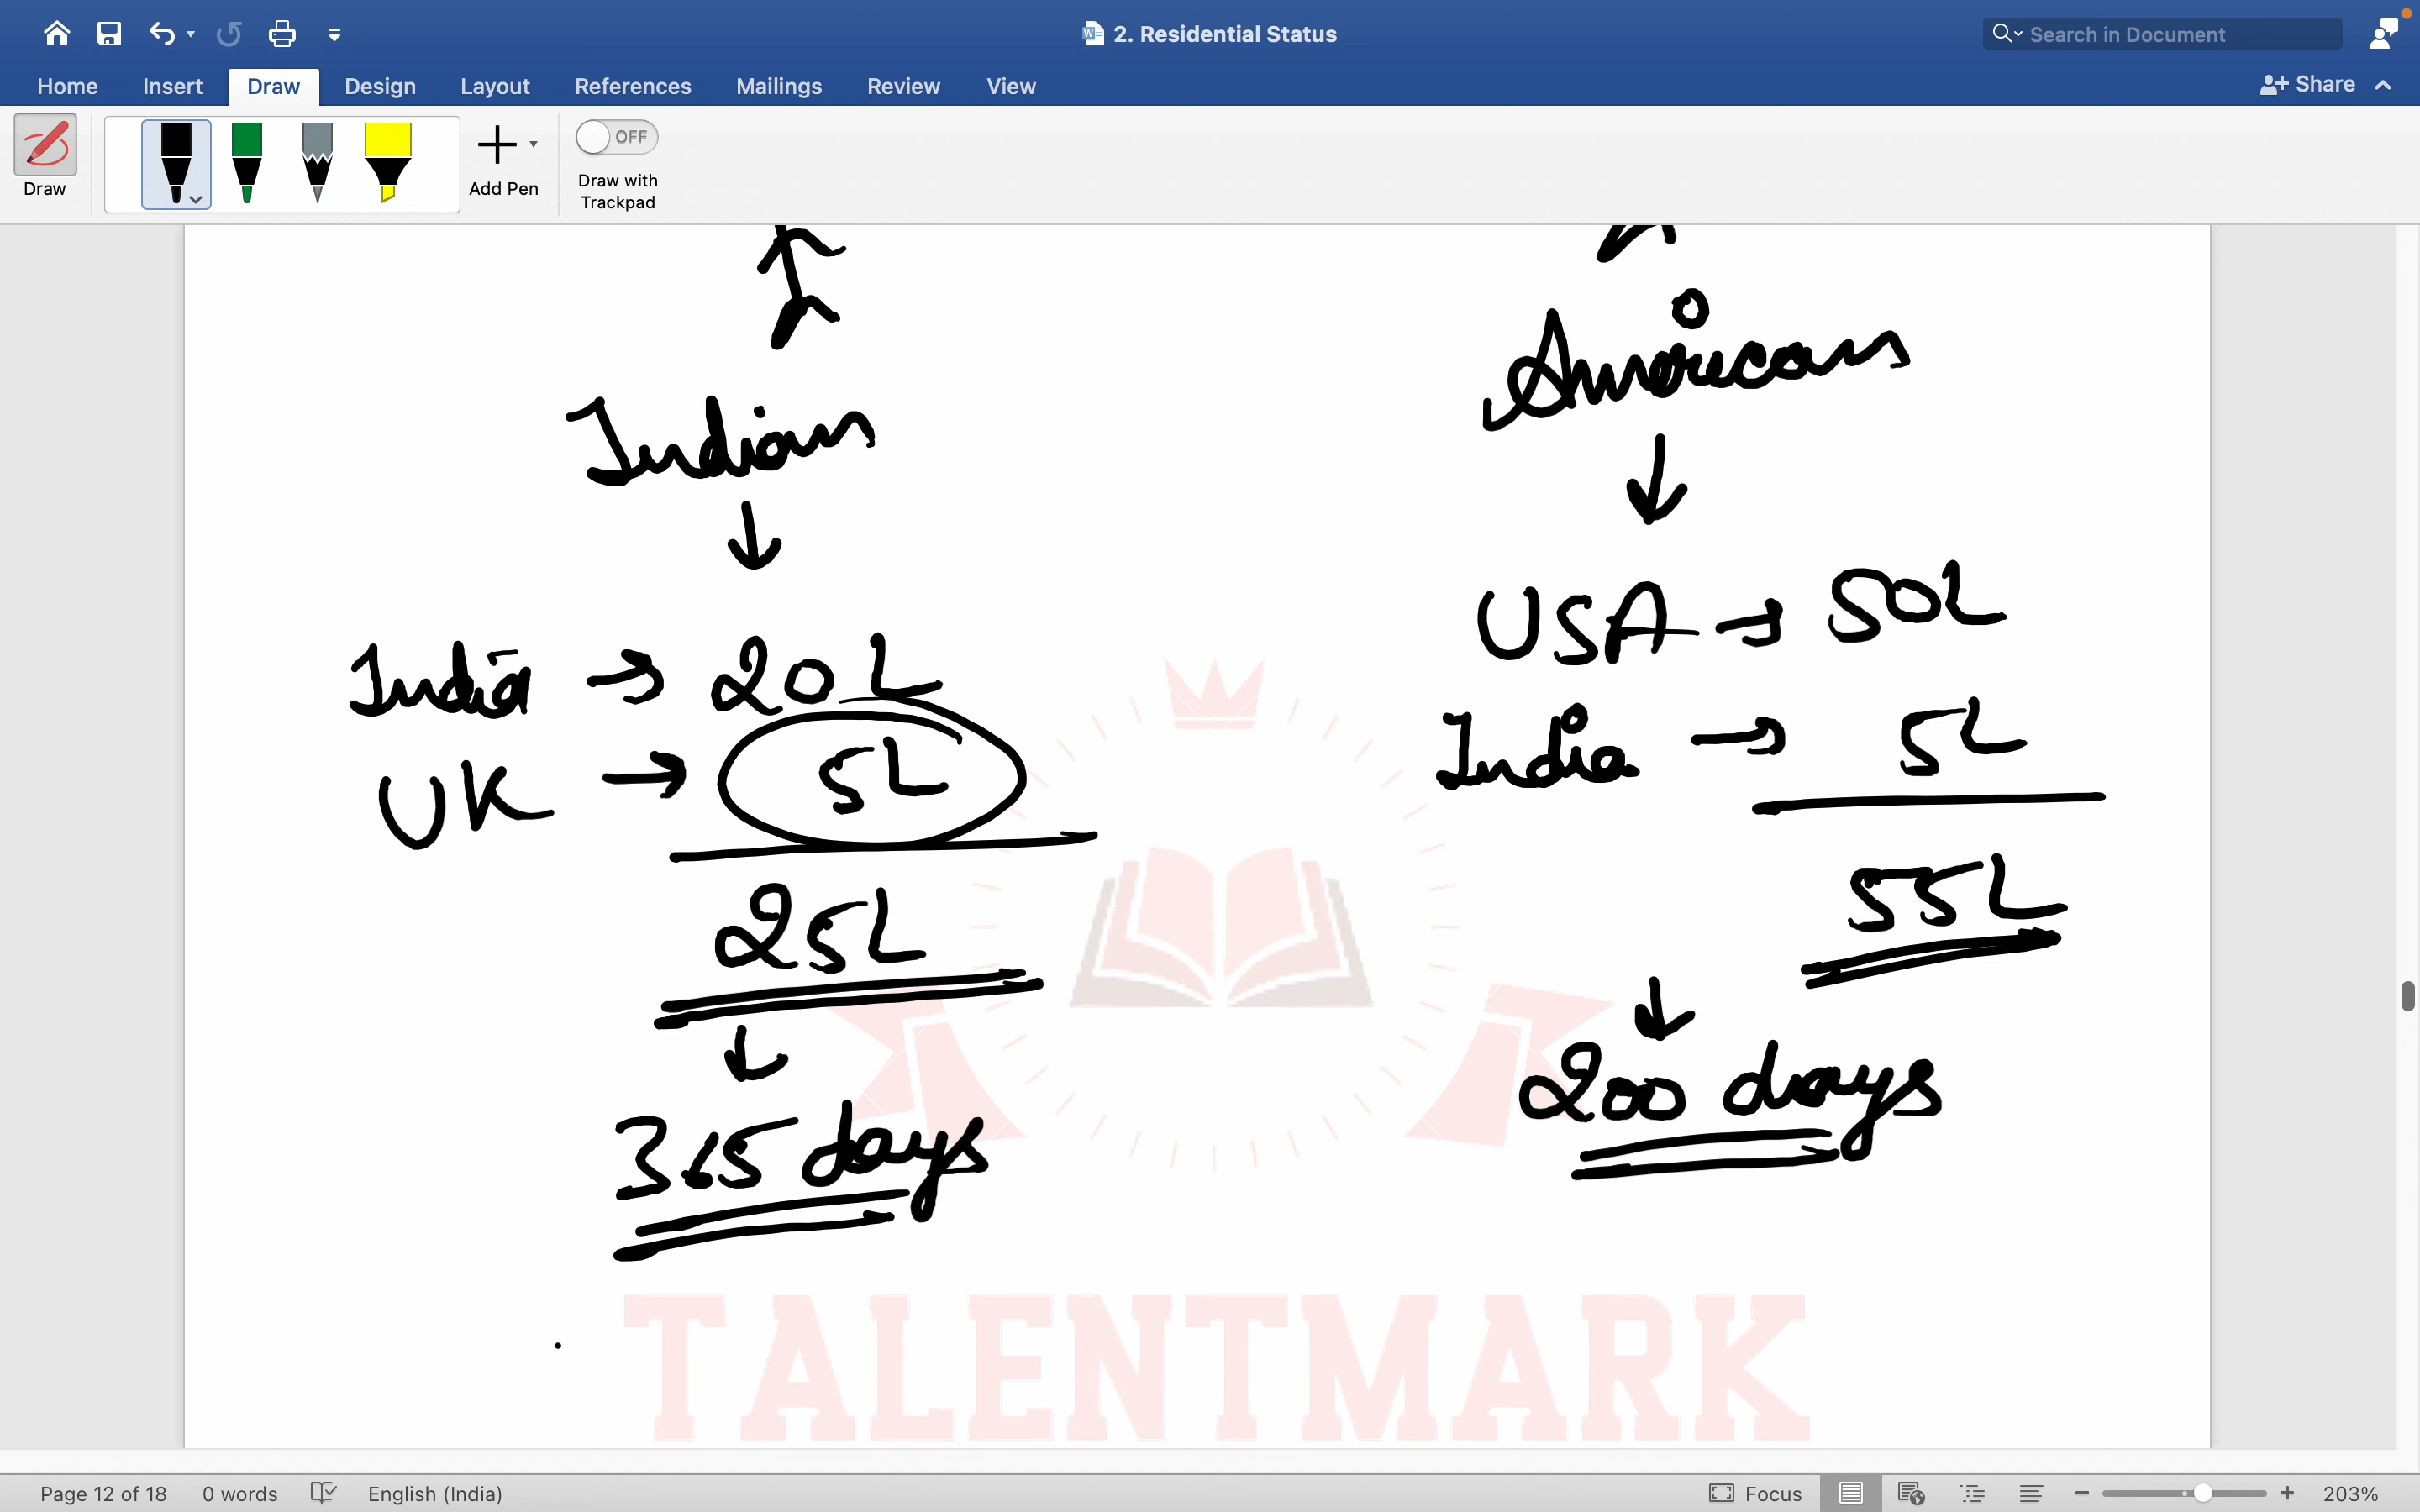 2. Residential Status
Search in Document
Home Insert Draw Design Layout References Mailings Review View
Share
Draw
Add Pen
OFF
Draw with
Trackpad
Indian
↓
India → 20L
UK → 5L
25L
↓
365 days
American
↓
USA → 50L
India → 5L
55L
↓
200 days
TALENTMARK
Page 12 of 18 0 words English (India) Focus 203%